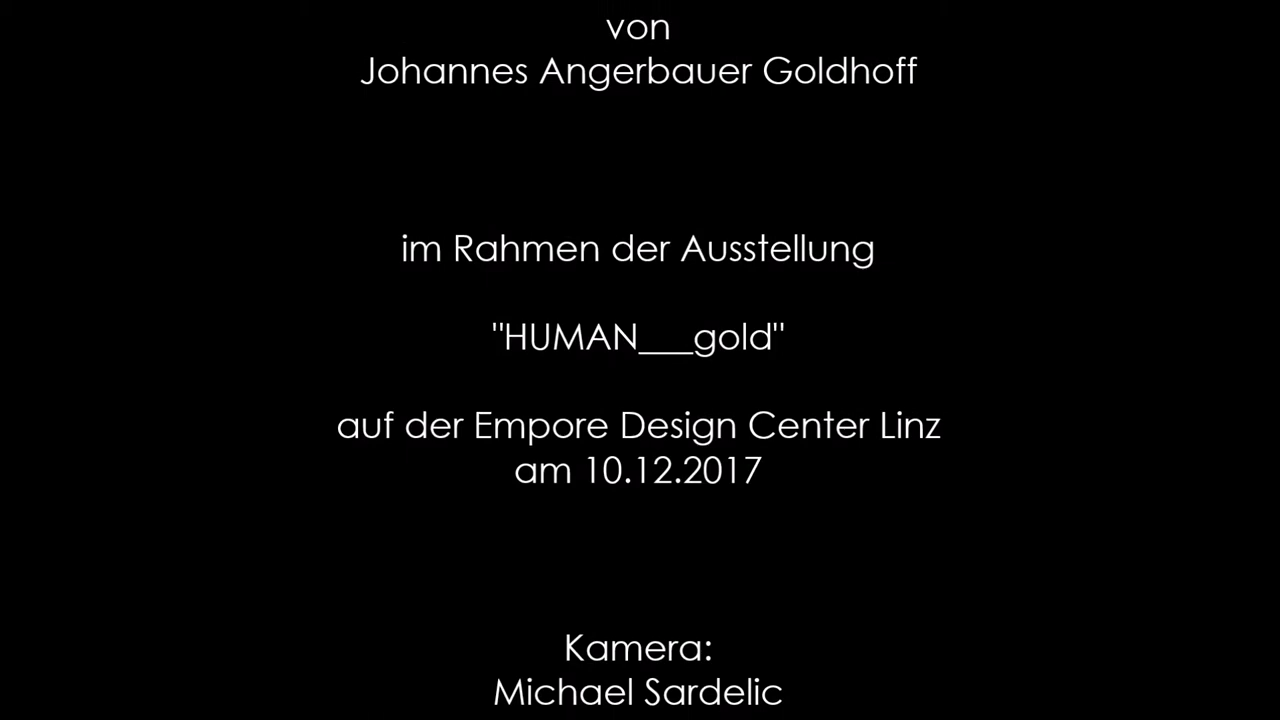 von
Johannes Angerbauer Goldhoff
im Rahmen der Ausstellung
"HUMAN___gold"
auf der Empore Design Center Linz
am 10.12.2017
Kamera:
Michael Sardelic